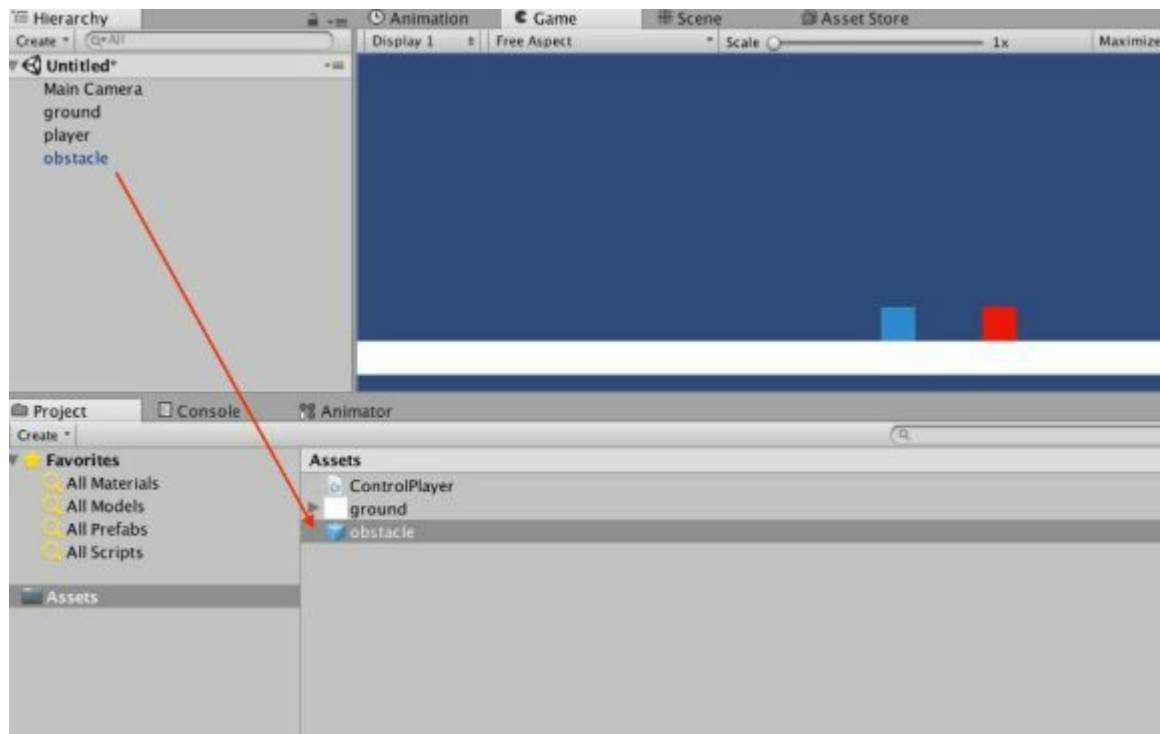 Hierarchy
Create All
Untitled*
Main Camera
ground
player
obstacle
Animation Game Scene Asset Store
Display 1 Free Aspect Scale 1x Maximize
Project Console Animator
Create
Favorites
All Materials
All Models
All Prefabs
All Scripts
Assets
Assets
ControlPlayer
ground
obstacle